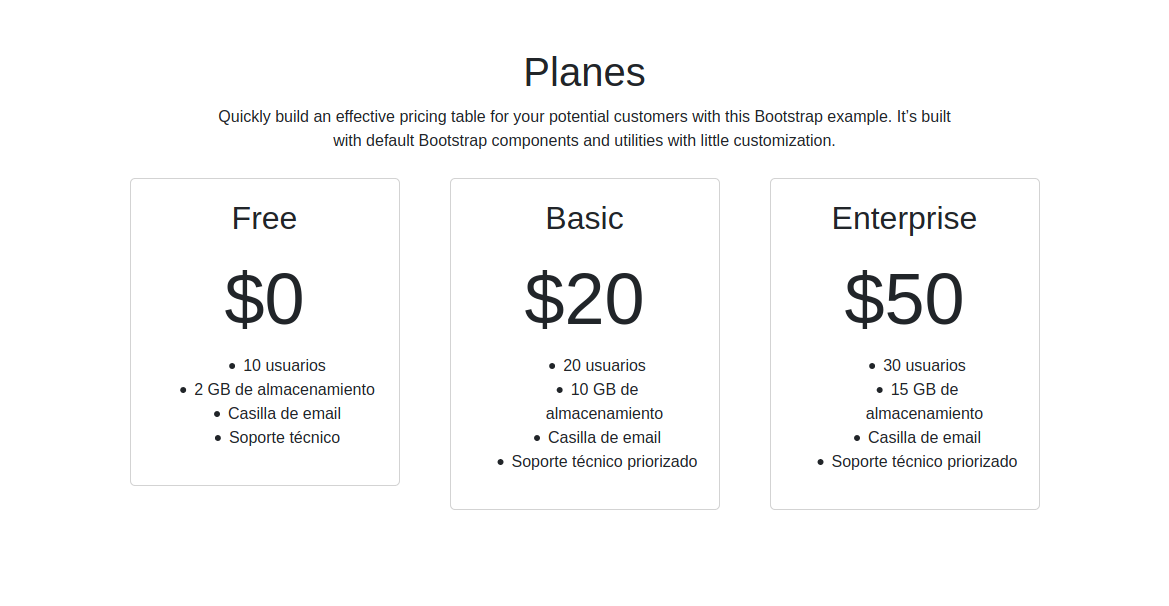 Planes
Quickly build an effective pricing table for your potential customers with this Bootstrap example. It's built
with default Bootstrap components and utilities with little customization.
Free
$0
10 usuarios
2 GB de almacenamiento
Casilla de email
Soporte técnico
Basic
$20
20 usuarios
10 GB de
almacenamiento
Casilla de email
Soporte técnico priorizado
Enterprise
$50
30 usuarios
15 GB de
almacenamiento
Casilla de email
Soporte técnico priorizado